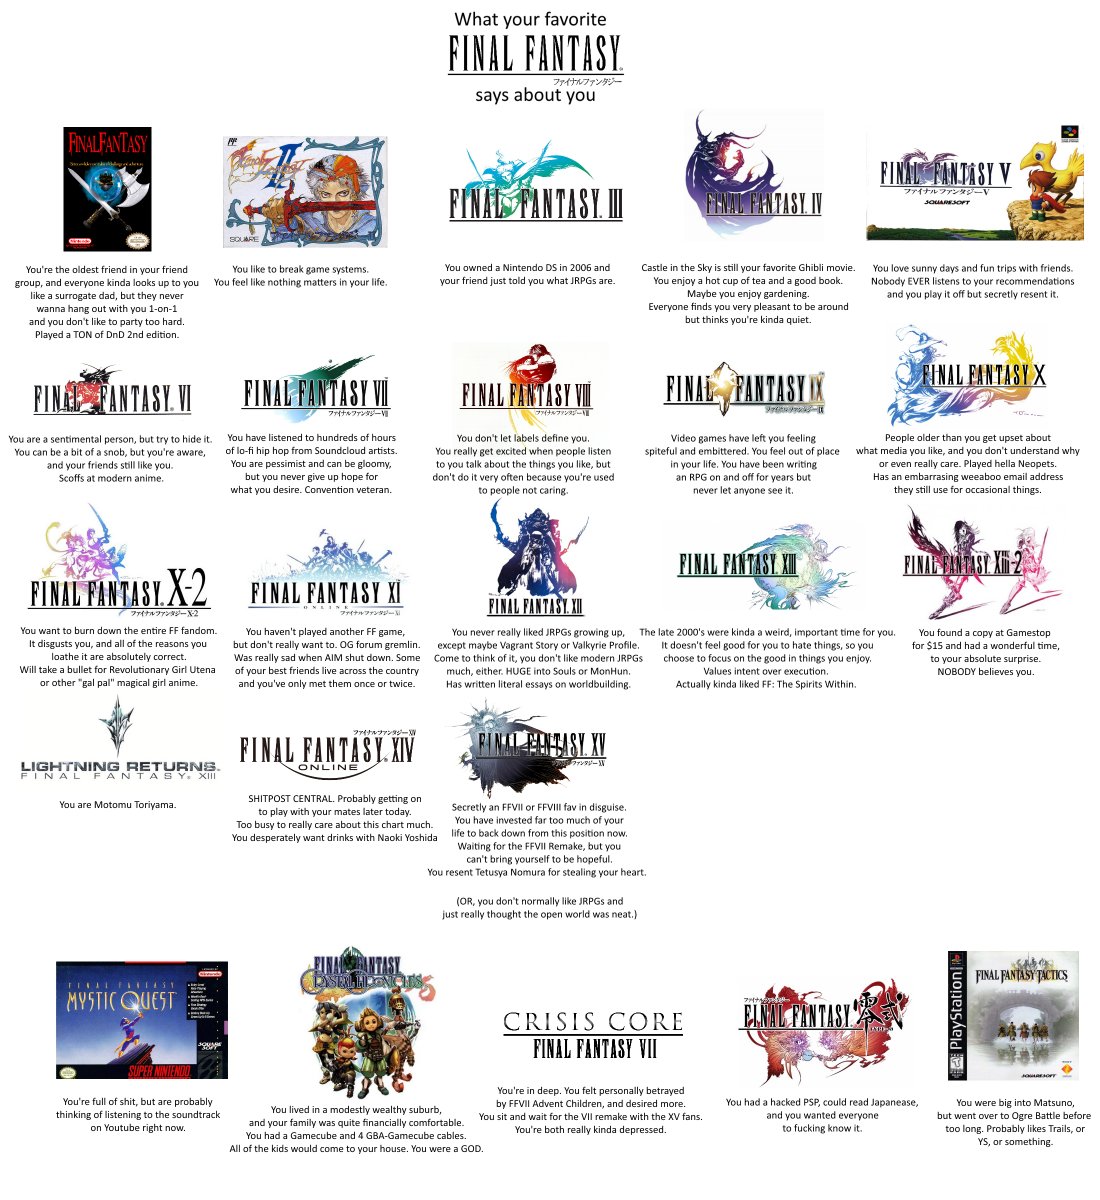 What your favorite
FINAL FANTASY
ファイナルファンタジー
says about you
FINAL FANTASY
Nintendo
FF
Final Fantasy II
SQUARE
FINAL FANTASY III
FINAL FANTASY IV
FINAL FANTASY V
ファイナルファンタジーV
SQUARESOFT
You're the oldest friend in your friend
group, and everyone kinda looks up to you
like a surrogate dad, but they never
wanna hang out with you 1-on-1
and you don't like to party too hard.
Played a TON of DnD 2nd edition.
You like to break game systems.
You feel like nothing matters in your life.
You owned a Nintendo DS in 2006 and
your friend just told you what JRPGs are.
Castle in the Sky is still your favorite Ghibli movie.
You enjoy a hot cup of tea and a good book.
Maybe you enjoy gardening.
Everyone finds you very pleasant to be around
but thinks you're kinda quiet.
You love sunny days and fun trips with friends.
Nobody EVER listens to your recommendations
and you play it off but secretly resent it.
FINAL FANTASY VI
FINAL FANTASY VII
ファイナルファンタジーVII
FINAL FANTASY VIII
ファイナルファンタジーVIII
FINAL FANTASY IX
ファイナルファンタジーIX
FINAL FANTASY X
ファイナルファンタジーX
You are a sentimental person, but try to hide it.
You can be a bit of a snob, but you're aware,
and your friends still like you.
Scoffs at modern anime.
You have listened to hundreds of hours
of lo-fi hip hop from Soundcloud artists.
You are pessimist and can be gloomy,
but you never give up hope for
what you desire. Convention veteran.
You don't let labels define you.
You really get excited when people listen
to you talk about the things you like, but
don't do it very often because you're used
to people not caring.
Video games have left you feeling
spiteful and embittered. You feel out of place
in your life. You have been writing
an RPG on and off for years but
never let anyone see it.
People older than you get upset about
what media you like, and you don't understand why
or even really care. Played hella Neopets.
Has an embarrasing weeaboo email address
they still use for occasional things.
FINAL FANTASY X-2
ファイナルファンタジーX-2
FINAL FANTASY XI
ONLINE
ファイナルファンタジーXI
FINAL FANTASY XII
FINAL FANTASY XIII
FINAL FANTASY XIII-2
You want to burn down the entire FF fandom.
It disgusts you, and all of the reasons you
loathe it are absolutely correct.
Will take a bullet for Revolutionary Girl Utena
or other "gal pal" magical girl anime.
You haven't played another FF game,
but don't really want to. OG forum gremlin.
Was really sad when AIM shut down. Some
of your best friends live across the country
and you've only met them once or twice.
You never really liked JRPGs growing up,
except maybe Vagrant Story or Valkyrie Profile.
Come to think of it, you don't like modern JRPGs
much, either. HUGE into Souls or MonHun.
Has written literal essays on worldbuilding.
The late 2000's were kinda a weird, important time for you.
It doesn't feel good for you to hate things, so you
choose to focus on the good in things you enjoy.
Values intent over execution.
Actually kinda liked FF: The Spirits Within.
You found a copy at Gamestop
for $15 and had a wonderful time,
to your absolute surprise.
NOBODY believes you.
LIGHTNING RETURNS
FINAL FANTASY XIII
ファイナルファンタジーXIV
FINAL FANTASY XIV
ONLINE
FINAL FANTASY XV
ファイナルファンタジーXV
You are Motomu Toriyama.
SHITPOST CENTRAL. Probably getting on
to play with your mates later today.
Too busy to really care about this chart much.
You desperately want drinks with Naoki Yoshida
Secretly an FFVII or FFVIII fav in disguise.
You have invested far too much of your
life to back down from this position now.
Waiting for the FFVII Remake, but you
can't bring yourself to be hopeful.
You resent Tetusya Nomura for stealing your heart.
(OR, you don't normally like JRPGs and
just really thought the open world was neat.)
Nintendo
FINAL FANTASY
MYSTIC QUEST
SQUARE
SOFT
SUPER NINTENDO
FINAL FANTASY
CRYSTAL CHRONICLES
CRISIS CORE
FINAL FANTASY VII
ファイナルファンタジー
FINAL FANTASY 零式
TYPE-0
PlayStation
FINAL FANTASY TACTICS
SQUARESOFT
You're full of shit, but are probably
thinking of listening to the soundtrack
on Youtube right now.
You lived in a modestly wealthy suburb,
and your family was quite financially comfortable.
You had a Gamecube and 4 GBA-Gamecube cables.
All of the kids would come to your house. You were a GOD.
You're in deep. You felt personally betrayed
by FFVII Advent Children, and desired more.
You sit and wait for the VII remake with the XV fans.
You're both really kinda depressed.
You had a hacked PSP, could read Japanease,
and you wanted everyone
to fucking know it.
You were big into Matsuno,
but went over to Ogre Battle before
too long. Probably likes Trails, or
YS, or something.